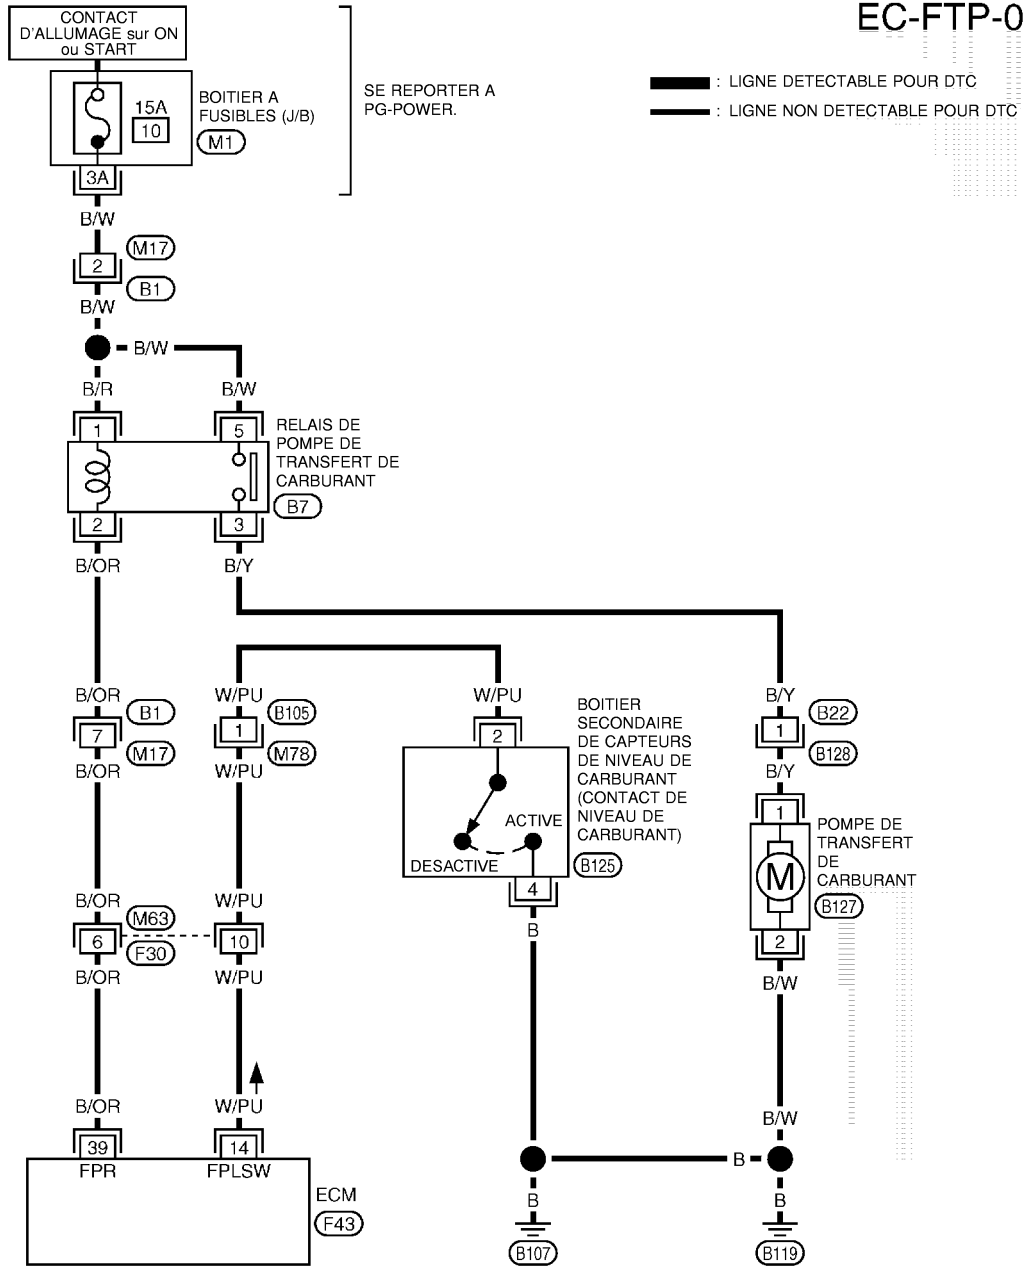 EC-FTP-0
CONTACT
D'ALLUMAGE sur ON
ou START
15A
10
BOITIER A
FUSIBLES (J/B)
M1
SE REPORTER A
PG-POWER.
: LIGNE DETECTABLE POUR DTC
: LIGNE NON DETECTABLE POUR DTC
3A
B/W
M17
2
B1
B/W
B/W
B/R
B/W
1
5
RELAIS DE
POMPE DE
TRANSFERT DE
CARBURANT
B7
2
3
B/OR
B/Y
B/OR
B1
W/PU
B105
W/PU
B/Y
B22
7
1
2
1
M17
M78
B128
B/OR
W/PU
B/Y
BOITIER
SECONDAIRE
DE CAPTEURS
DE NIVEAU DE
CARBURANT
(CONTACT DE
NIVEAU DE
CARBURANT)
B125
ACTIVE
DESACTIVE
4
B
1
M
POMPE DE
TRANSFERT
DE
CARBURANT
B127
2
B/W
B/OR
M63
W/PU
6
F30
10
B/OR
W/PU
B/OR
W/PU
B/W
39
14
FPR
FPLSW
ECM
F43
B
B
B
B107
B119